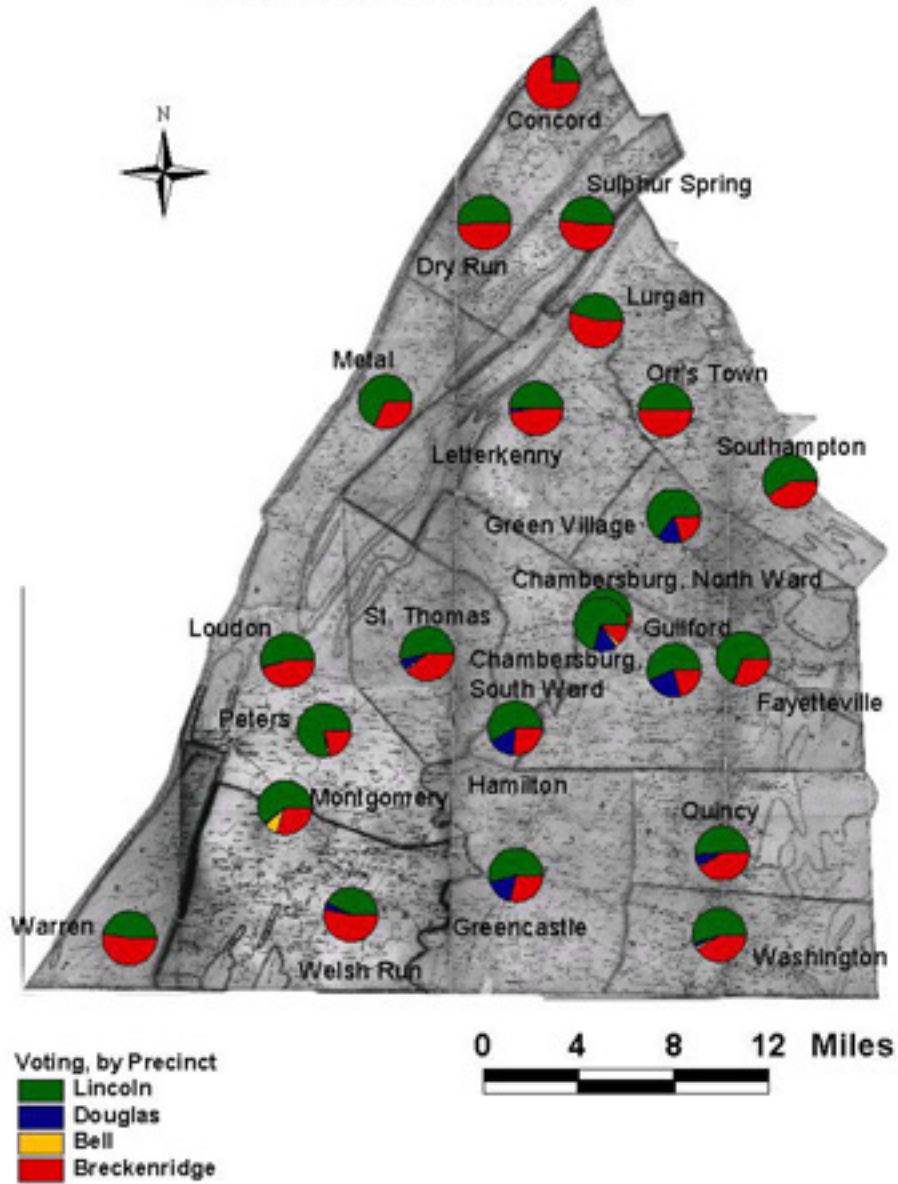 N
Concord
Sulphur Spring
Dry Run
Lurgan
Metal
Orr's Town
Letterkenny
Southampton
Green Village
Chambersburg, North Ward
St. Thomas
Loudon
Guilford
Chambersburg,
South Ward
Fayetteville
Peters
Hamilton
Montgomery
Quincy
Greencastle
Warren
Washington
Welsh Run
0 4 8 12 Miles
Voting, by Precinct
Lincoln
Douglas
Bell
Breckenridge